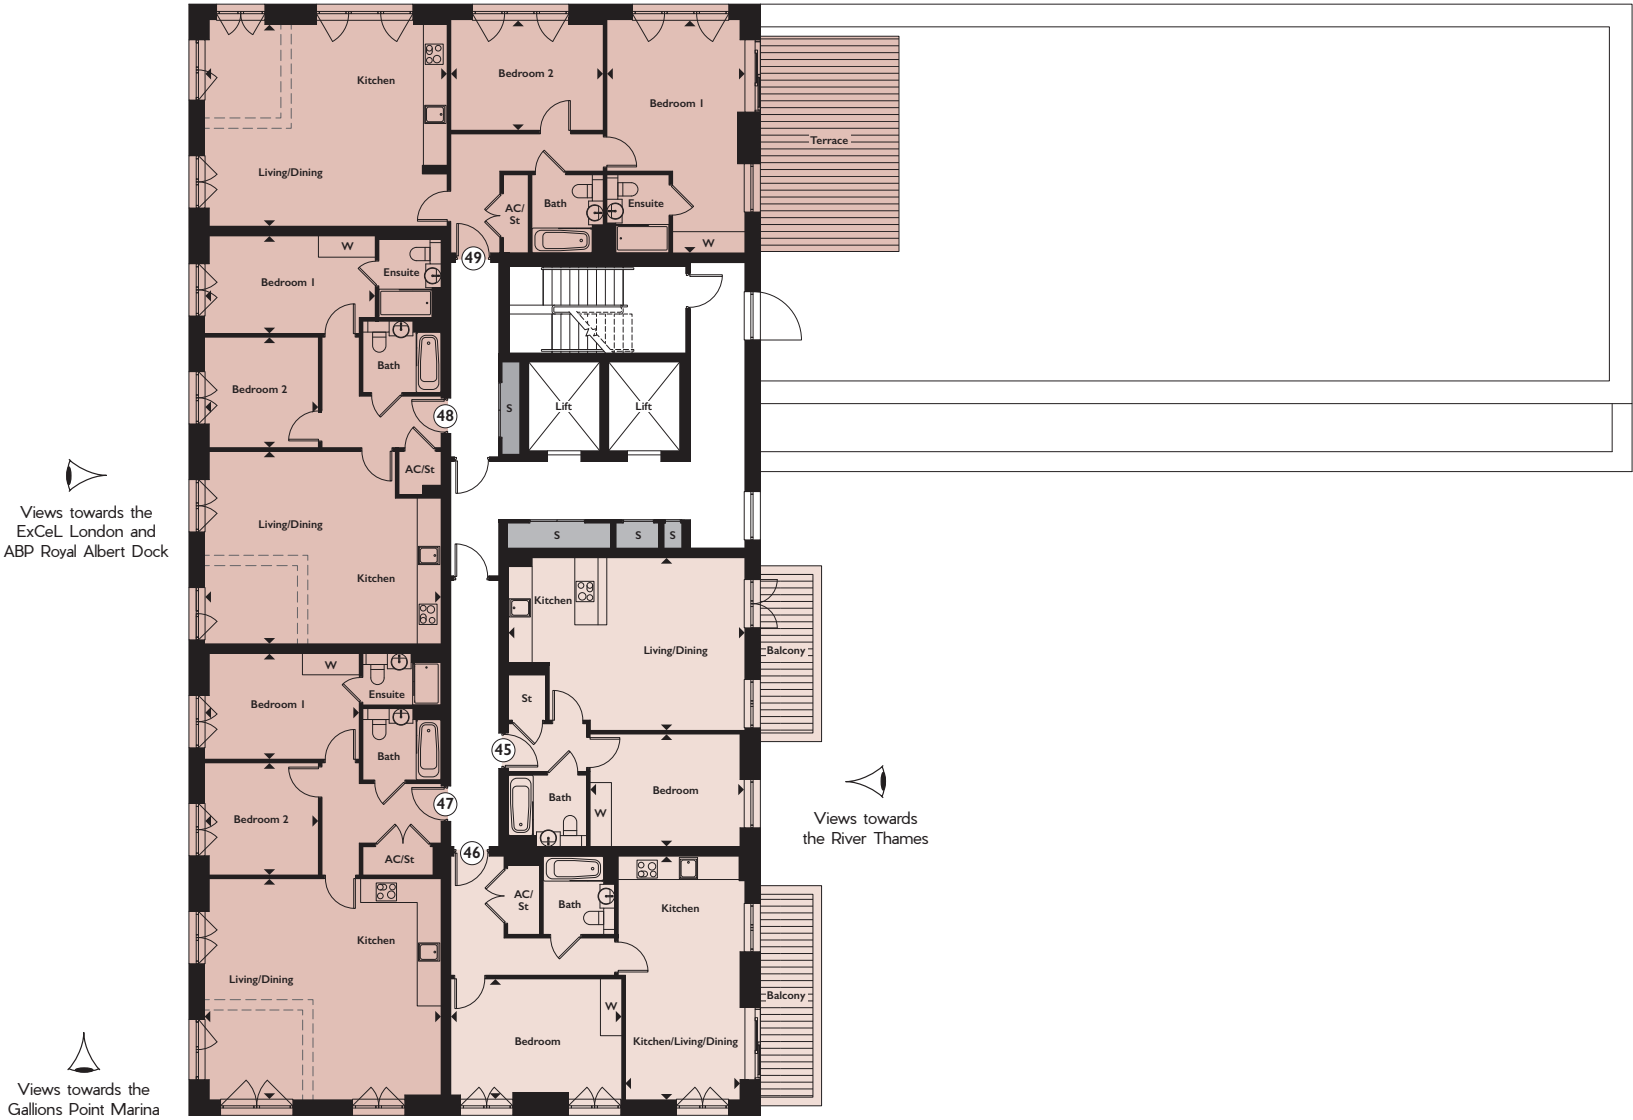 Kitchen
Bedroom 2
Bedroom 1
Terrace
Living/Dining
AC/
St
Bath
Ensuite
W
49
W
Bedroom 1
Ensuite
Bath
Bedroom 2
48
S
Lift
Lift
AC/St
Views towards the
ExCeL London and
ABP Royal Albert Dock
Living/Dining
Kitchen
S
S
S
Kitchen
Living/Dining
Balcony
W
Bedroom 1
Ensuite
St
Bath
45
Bedroom
Bath
W
47
Bedroom 2
46
AC/St
Views towards
the River Thames
AC/
St
Bath
Kitchen
Kitchen
Living/Dining
W
Balcony
Bedroom
Kitchen/Living/Dining
Views towards the
Gallions Point Marina